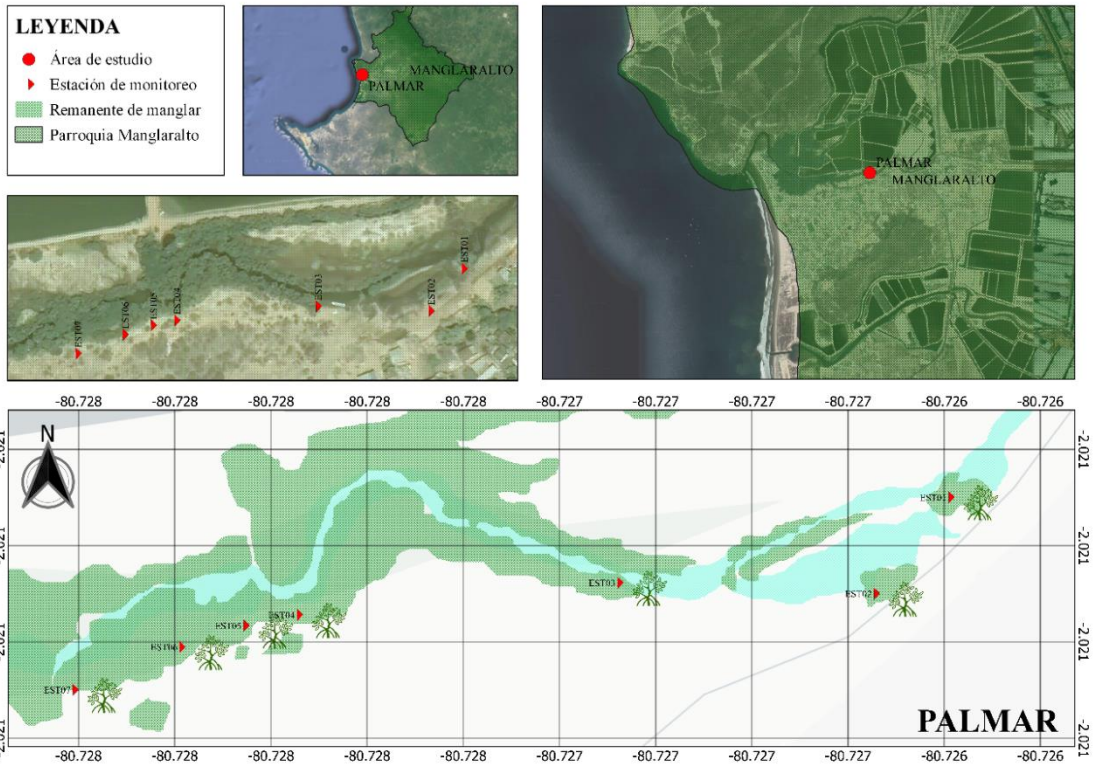 LEYENDA
Área de estudio
Estación de monitoreo
Remanente de manglar
Parroquia Manglaralto
MANGLARALTO
PALMAR
PALMAR
MANGLARALTO
EST01
EST02
EST03
EST04
EST05
EST06
EST07
-80.728 -80.728 -80.728 -80.728 -80.727 -80.727 -80.727 -80.727 -80.726 -80.726 -80.726
N
-2.021
-2.021
-2.021
-2.021
EST01
EST02
EST03
EST04
EST05
EST06
EST07
PALMAR
-80.728 -80.728 -80.728 -80.728 -80.727 -80.727 -80.727 -80.727 -80.726 -80.726 -80.726